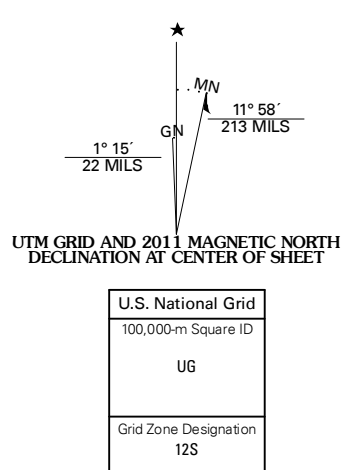 MN
11° 58´
213 MILS
GN
1° 15´
22 MILS
UTM GRID AND 2011 MAGNETIC NORTH
DECLINATION AT CENTER OF SHEET
U.S. National Grid
100,000-m Square ID
UG
Grid Zone Designation
12S